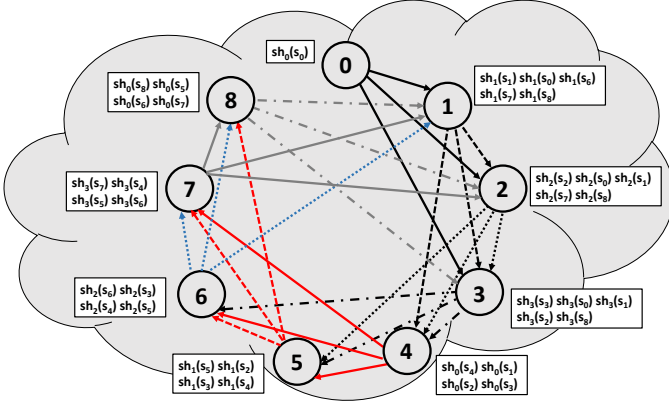 sh₀(s₀)
0
sh₀(s₈) sh₀(s₅)
sh₀(s₆) sh₀(s₇)
8
1
sh₁(s₁) sh₁(s₀) sh₁(s₆)
sh₁(s₇) sh₁(s₈)
sh₃(s₇) sh₃(s₄)
sh₃(s₅) sh₃(s₆)
7
2
sh₂(s₂) sh₂(s₀) sh₂(s₁)
sh₂(s₇) sh₂(s₈)
sh₂(s₆) sh₂(s₃)
sh₂(s₄) sh₂(s₅)
6
3
sh₃(s₃) sh₃(s₀) sh₃(s₁)
sh₃(s₂) sh₃(s₈)
sh₁(s₅) sh₁(s₂)
sh₁(s₃) sh₁(s₄)
5
4
sh₀(s₄) sh₀(s₁)
sh₀(s₂) sh₀(s₃)